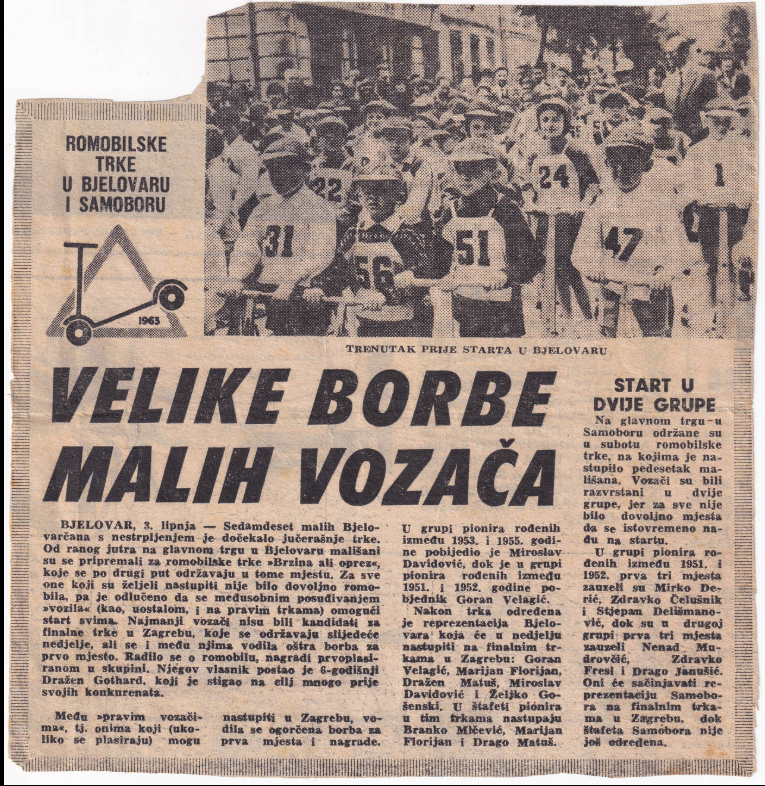 ROMOBILSKE
TRKE
U BJELOVARU
I SAMOBORU
1963
22
24
1
31
56
51
47
TRENUTAK PRIJE STARTA U BJELOVARU
VELIKE BORBE
MALIH VOZAČA
BJELOVAR, 3. lipnja — Sedamdeset malih Bjelo-
varčana s nestrpljenjem je dočekalo jučerašnje trke.
Od ranog jutra na glavnom trgu u Bjelovaru mališani
su se pripremali za romobilske trke »Brzina ali oprez«,
koje se po drugi put održavaju u tome mjestu. Za sve
one koji su željeli nastupiti nije bilo dovoljno romo-
bila, pa je odlučeno da se međusobnim posuđivanjem
»vozila« (kao, uostalom, i na pravim trkama) omogući
start svima. Najmanji vozači nisu bili kandidati za
finalne trke u Zagrebu, koje se održavaju slijedeće
nedjelje, ali se i među njima vodila oštra borba za
prvo mjesto. Radilo se o romobilu, nagradi prvoplasi-
ranom u skupini. Njegov vlasnik postao je 6-godišnji
Dražen Gothard, koji je stigao na cilj mnogo prije
svojih konkurenata.
Među »pravim vozači-
ma«, tj. onima koji (uko-
liko se plasiraju) mogu
nastupiti u Zagrebu, vo-
dila se ogorčena borba za
prva mjesta i nagrade.
U grupi pionira rođenih
između 1953. i 1955. godi-
ne pobijedio je Miroslav
Davidović, dok je u grupi
pionira rođenih između
1951. i 1952. godine po-
bjednik Goran Velagić.
Nakon trka određena
je reprezentacija Bjelo-
vara koja će u nedjelju
nastupiti na finalnim tr-
kama u Zagrebu: Goran
Velagić, Marijan Florijan,
Dražen Matuš, Miroslav
Davidović i Željko Go-
šenski. U štafeti pionira
u tim trkama nastupaju
Branko Mlčević, Marijan
Florijan i Drago Matuš.
START U
DVIJE GRUPE
Na glavnom trgu u
Samoboru održane su
u subotu romobilske
trke, na kojima je na-
stupilo pedesetak ma-
lišana. Vozači su bili
razvrstani u dvije
grupe, jer za sve nije
bilo dovoljno mjesta
da se istovremeno na-
đu na startu.
U grupi pionira ro-
đenih između 1951. i
1952. prva tri mjesta
zauzeli su Mirko De-
rić, Zdravko Čelušnik
i Stjepan Delišmano-
vić, dok su u drugoj
grupi prva tri mjesta
zauzeli Nenad Mu-
drovčić, Zdravko
Fresl i Drago Janušić.
Oni će sačinjavati re-
prezentaciju Samobo-
ra na finalnim trka-
ma u Zagrebu, dok
štafeta Samobora nije
još određena.